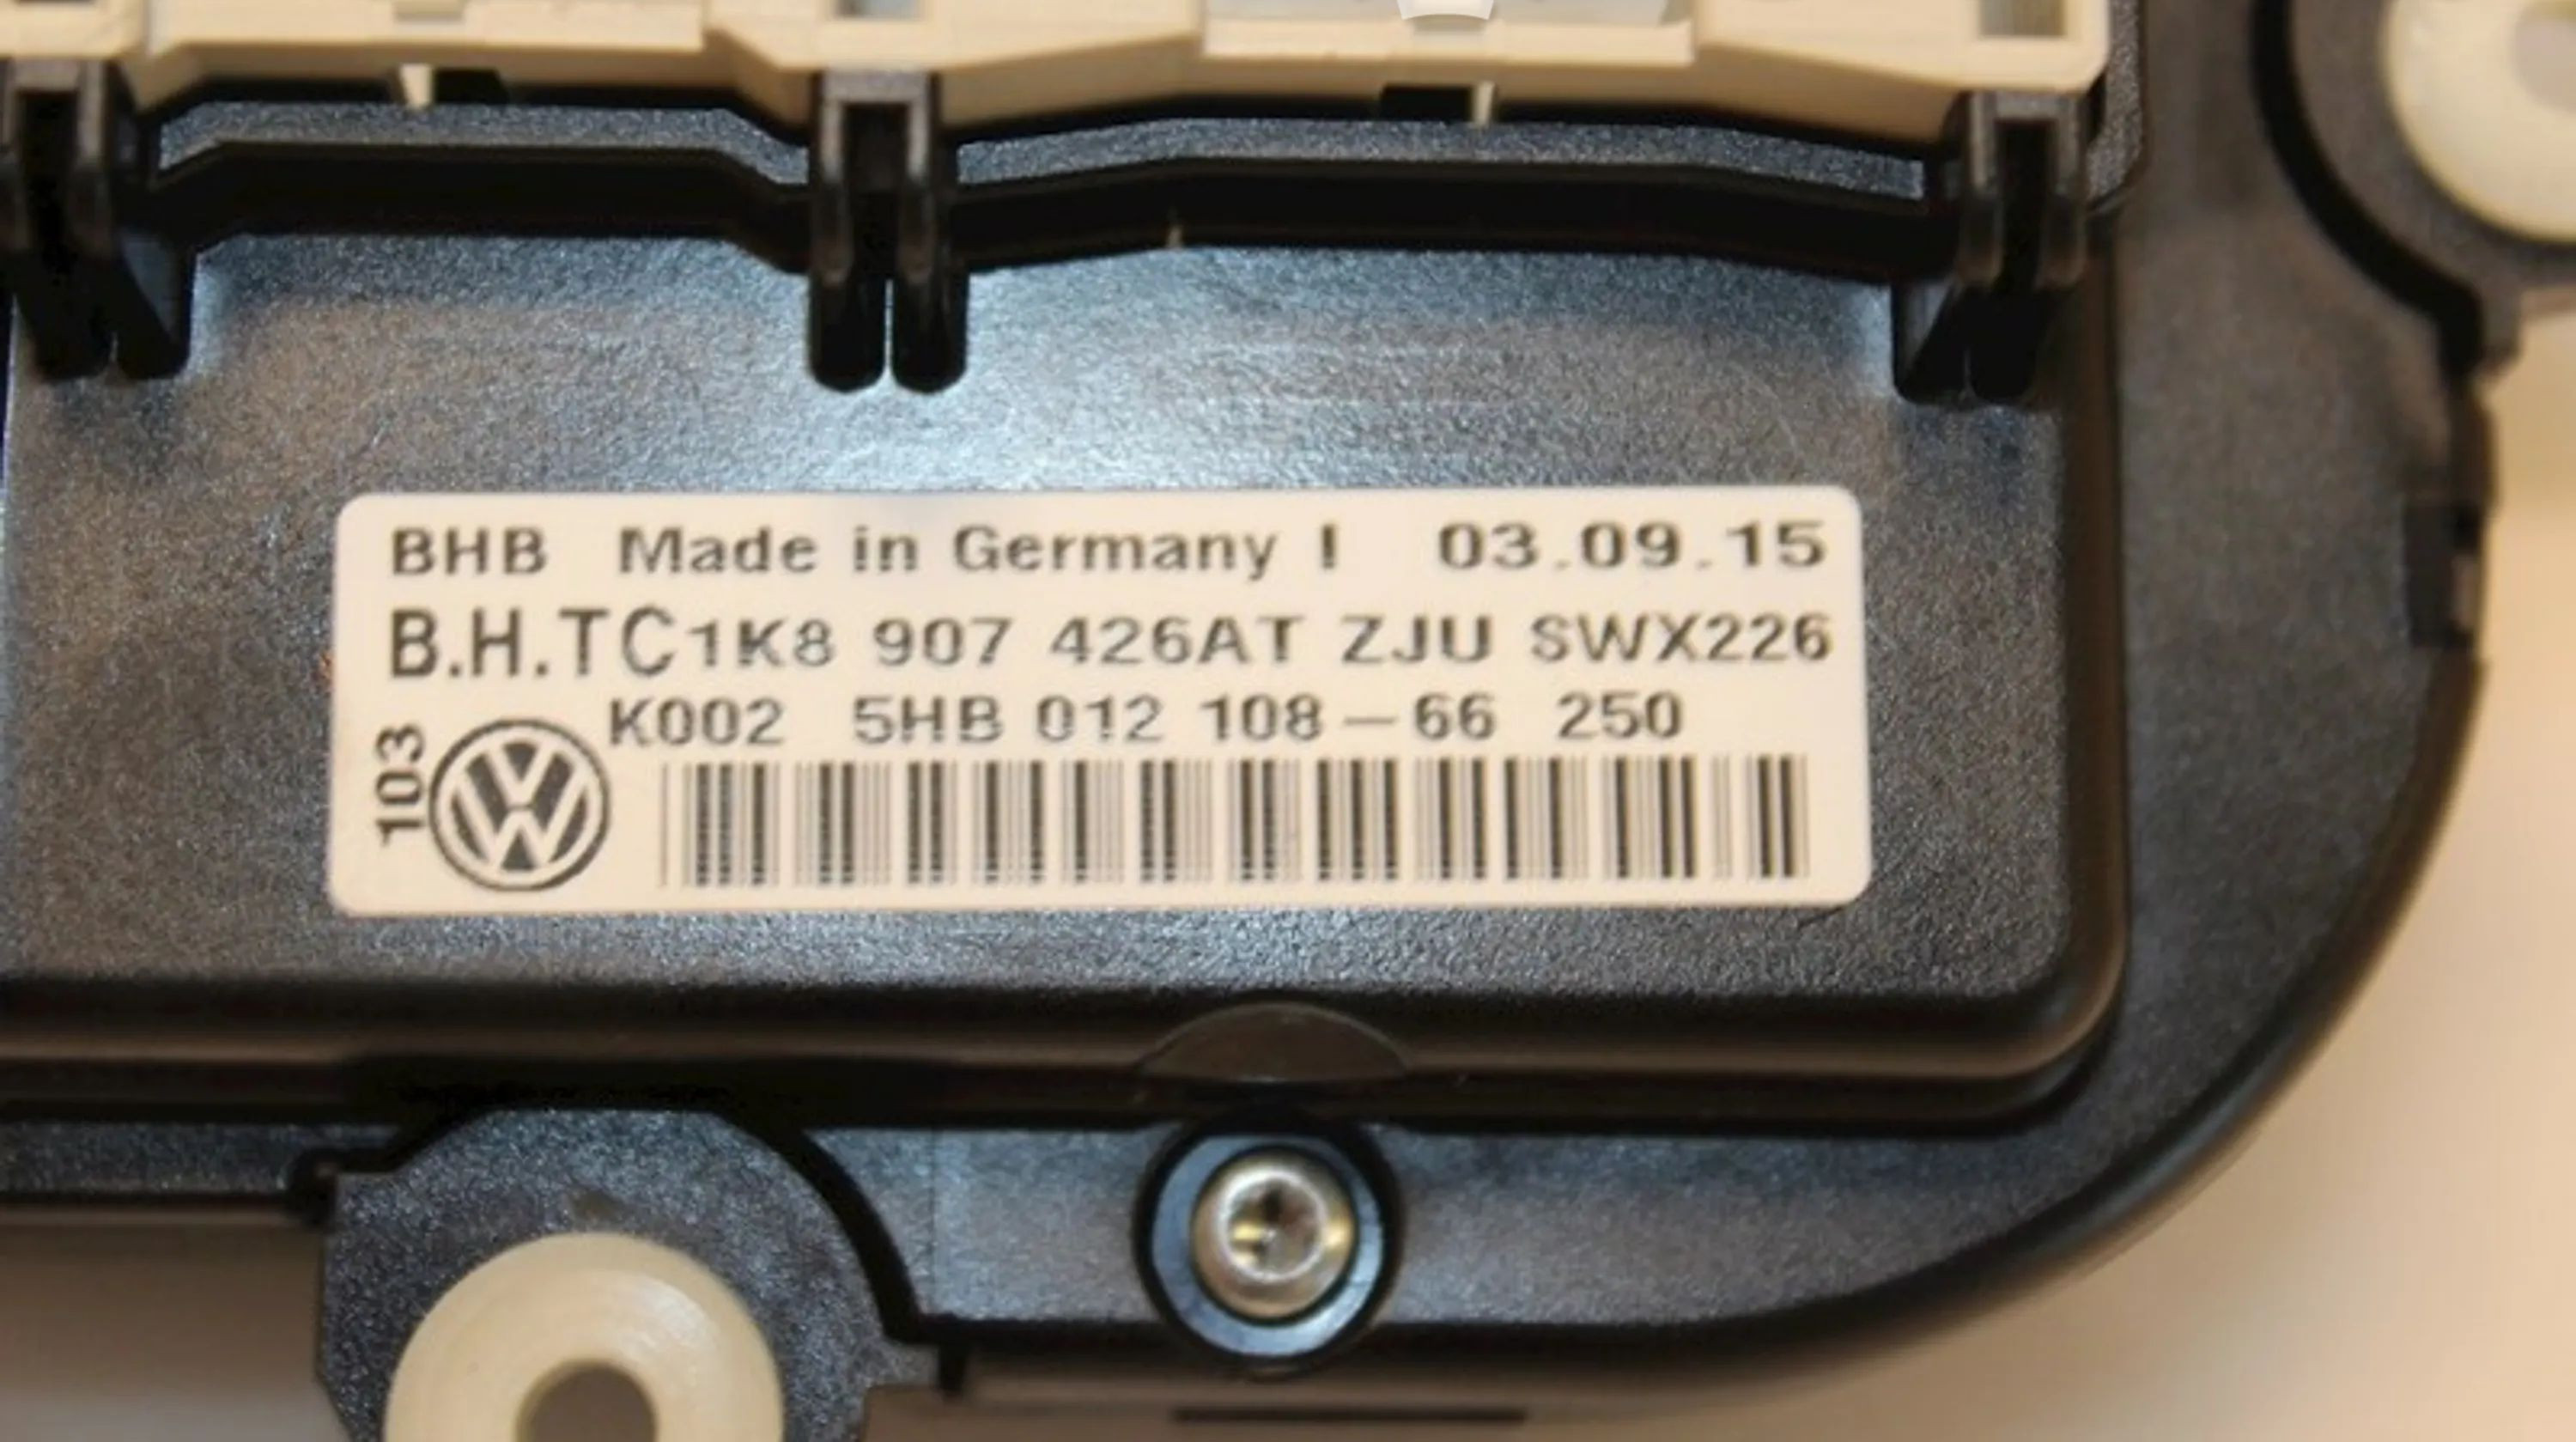 BHB Made in Germany ! 03.09.15
B.H.TC1K8 907 426AT ZJU SWX226
K002 5HB 012 108-66 250
103